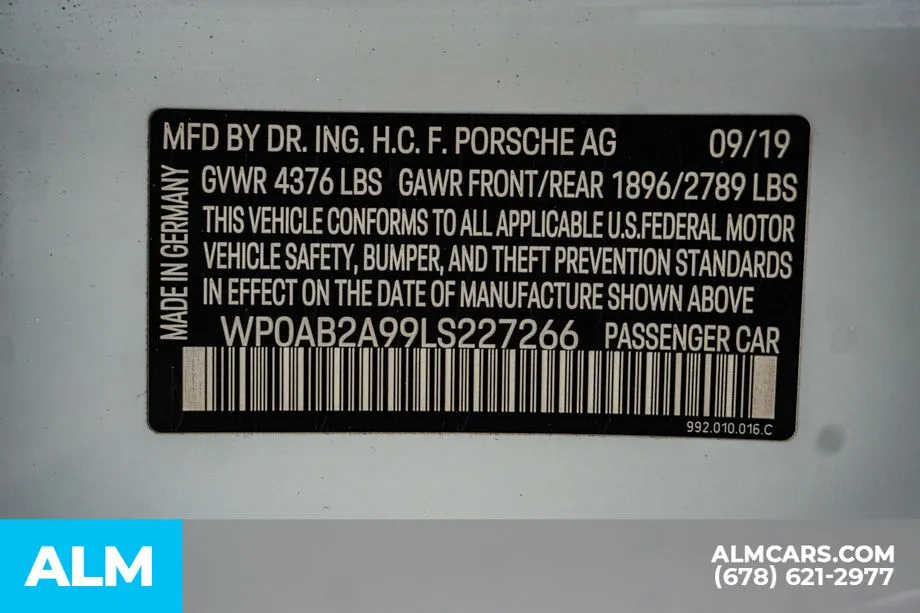 MFD BY DR. ING. H.C. F. PORSCHE AG 09/19
GVWR 4376 LBS GAWR FRONT/REAR 1896/2789 LBS
THIS VEHICLE CONFORMS TO ALL APPLICABLE U.S.FEDERAL MOTOR
VEHICLE SAFETY, BUMPER, AND THEFT PREVENTION STANDARDS
IN EFFECT ON THE DATE OF MANUFACTURE SHOWN ABOVE
MADE IN GERMANY
WP0AB2A99LS227266 PASSENGER CAR
992.010.016.C
ALM
ALMCARS.COM
(678) 621-2977